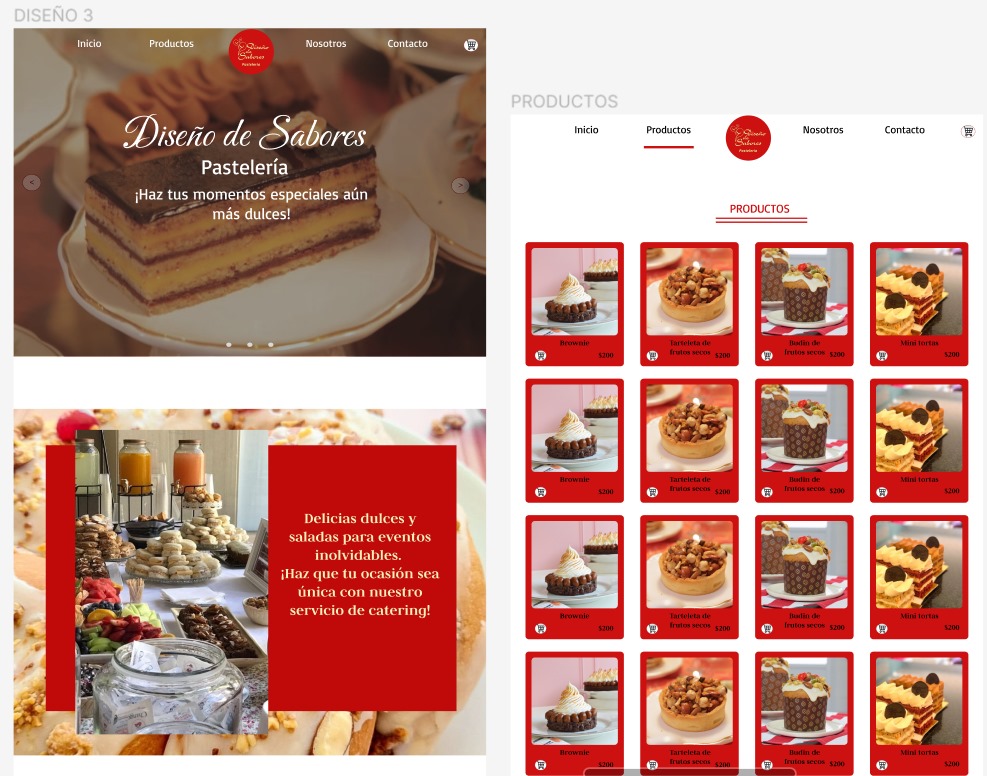 DISEÑO 3
Inicio
Productos
Diseño
de
Sabores
Pastelería
Nosotros
Contacto
Diseño de Sabores
Pastelería
¡Haz tus momentos especiales aún
más dulces!
<
>
Delicias dulces y
saladas para eventos
inolvidables.
¡Haz que tu ocasión sea
única con nuestro
servicio de catering!
PRODUCTOS
Inicio
Productos
Diseño
de
Sabores
Pastelería
Nosotros
Contacto
PRODUCTOS
Brownie
$200
Tarteleta de
frutos secos $200
Budín de
frutos secos $200
Mini tortas
$200
Brownie
$200
Tarteleta de
frutos secos $200
Budín de
frutos secos $200
Mini tortas
$200
Brownie
$200
Tarteleta de
frutos secos $200
Budín de
frutos secos $200
Mini tortas
$200
Brownie
$200
Tarteleta de
frutos secos $200
Budín de
frutos secos $200
Mini tortas
$200